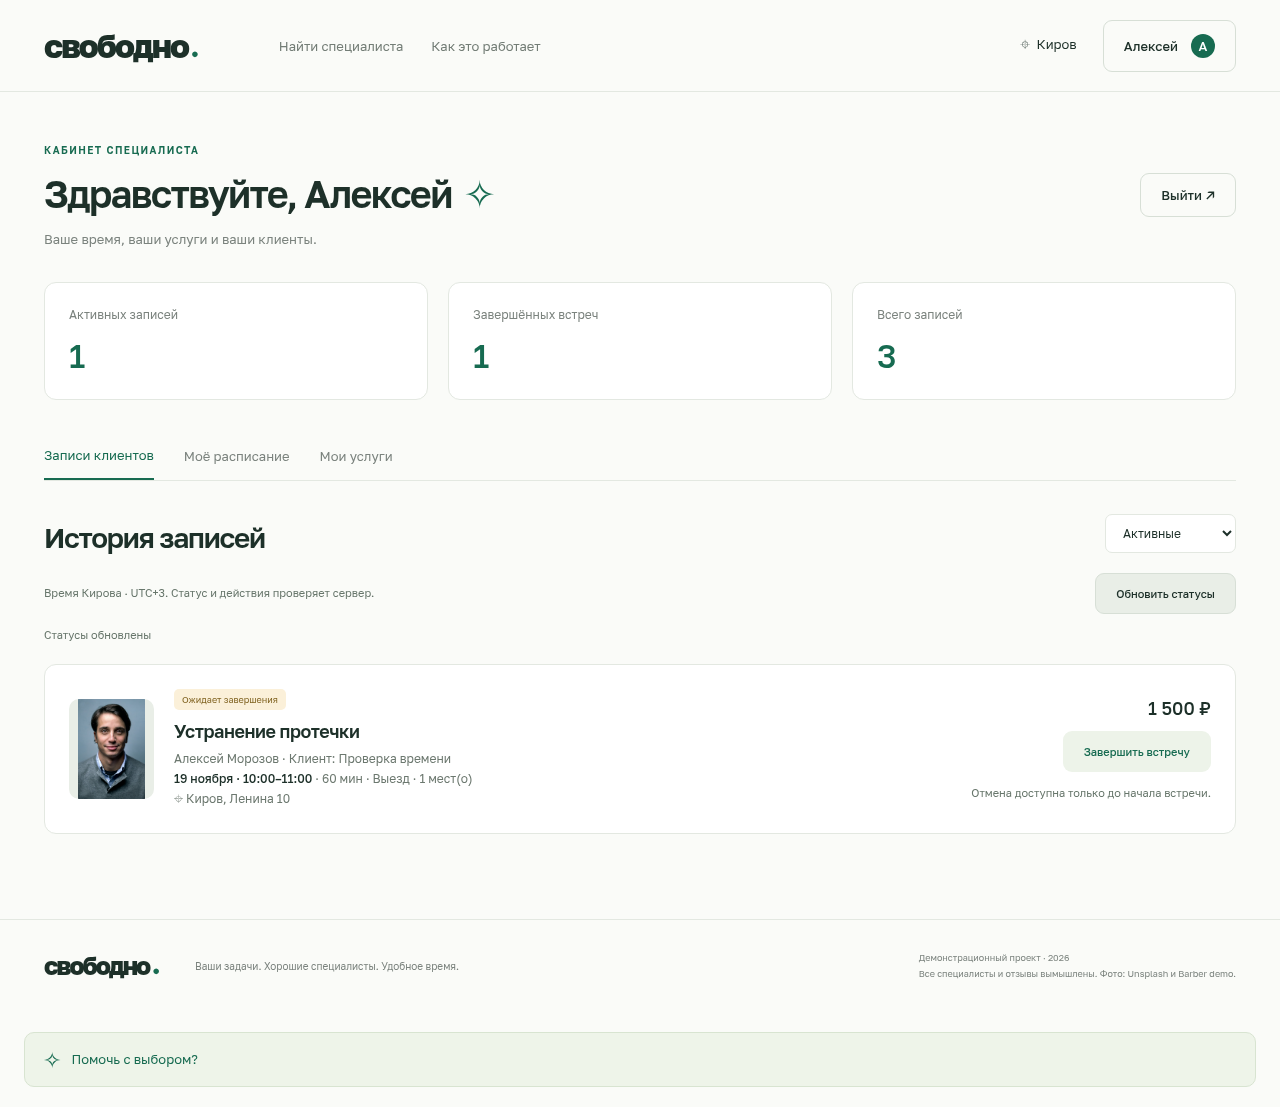 свободно.
Найти специалиста
Как это работает
Киров
Алексей
А
КАБИНЕТ СПЕЦИАЛИСТА
Здравствуйте, Алексей
Выйти ↗
Ваше время, ваши услуги и ваши клиенты.
Активных записей
1
Завершённых встреч
1
Всего записей
3
Записи клиентов
Моё расписание
Мои услуги
История записей
Активные
Время Кирова · UTC+3. Статус и действия проверяет сервер.
Обновить статусы
Статусы обновлены
Ожидает завершения
Устранение протечки
Алексей Морозов · Клиент: Проверка времени
19 ноября · 10:00–11:00 · 60 мин · Выезд · 1 мест(о)
Киров, Ленина 10
1 500 ₽
Завершить встречу
Отмена доступна только до начала встречи.
свободно.
Ваши задачи. Хорошие специалисты. Удобное время.
Демонстрационный проект · 2026
Все специалисты и отзывы вымышлены. Фото: Unsplash и Barber demo.
Помочь с выбором?